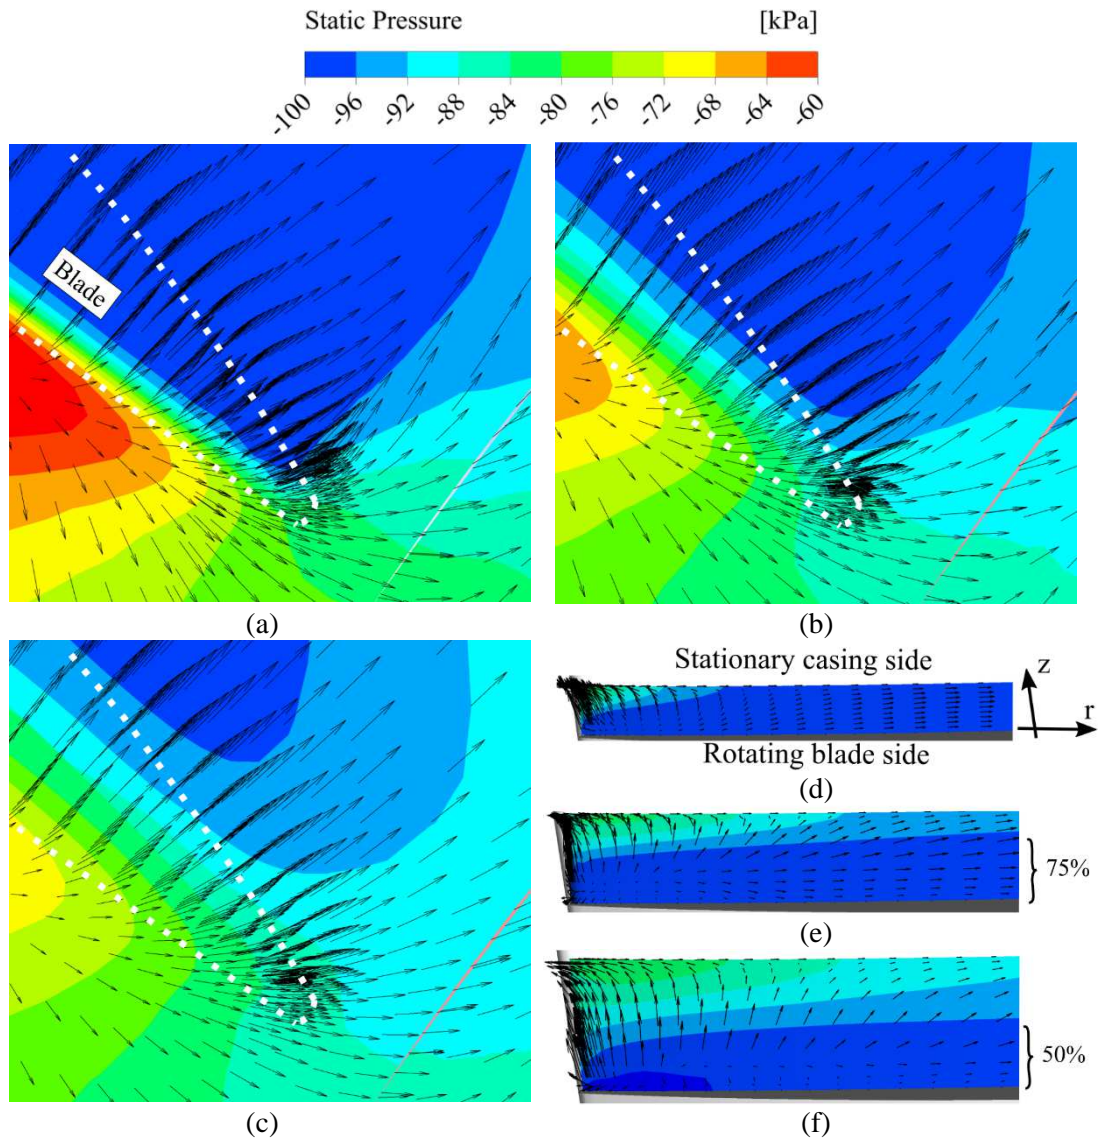 Static Pressure [kPa]
-100 -96 -92 -88 -84 -80 -76 -72 -68 -64 -60
Blade
(a) (b)
Stationary casing side
z
r
Rotating blade side
(d)
75%
(e)
50%
(c) (f)